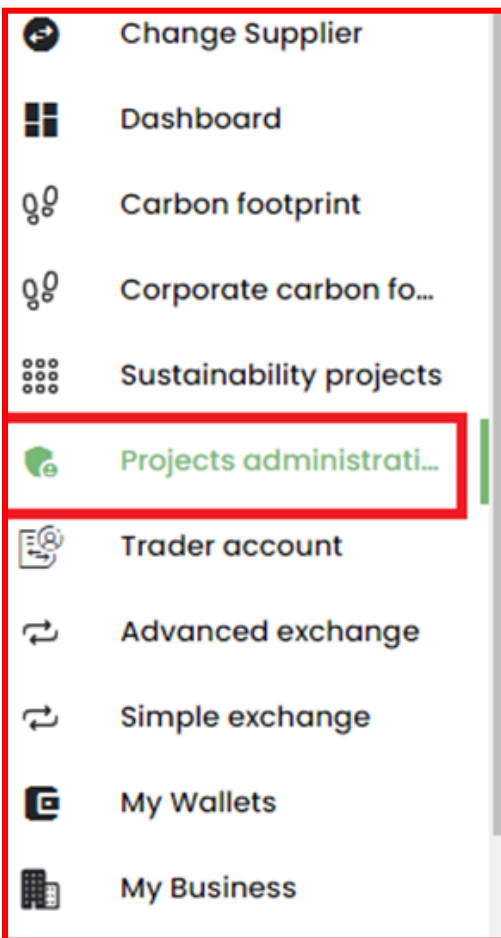 Change Supplier
Dashboard
Carbon footprint
Corporate carbon fo...
Sustainability projects
Projects administrati...
Trader account
Advanced exchange
Simple exchange
My Wallets
My Business